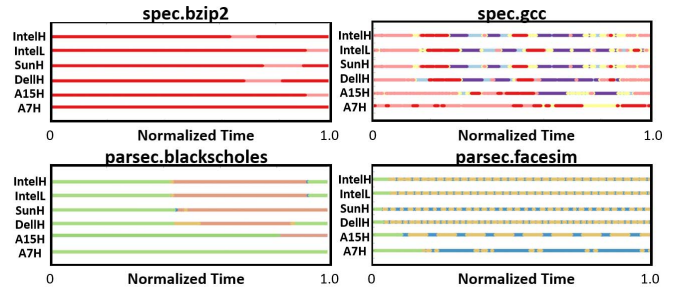 spec.bzip2
IntelH
IntelL
SunH
DellH
A15H
A7H
0 Normalized Time 1.0
spec.gcc
IntelH
IntelL
SunH
DellH
A15H
A7H
0 Normalized Time 1.0
parsec.blackscholes
IntelH
IntelL
SunH
DellH
A15H
A7H
0 Normalized Time 1.0
parsec.facesim
IntelH
IntelL
SunH
DellH
A15H
A7H
0 Normalized Time 1.0